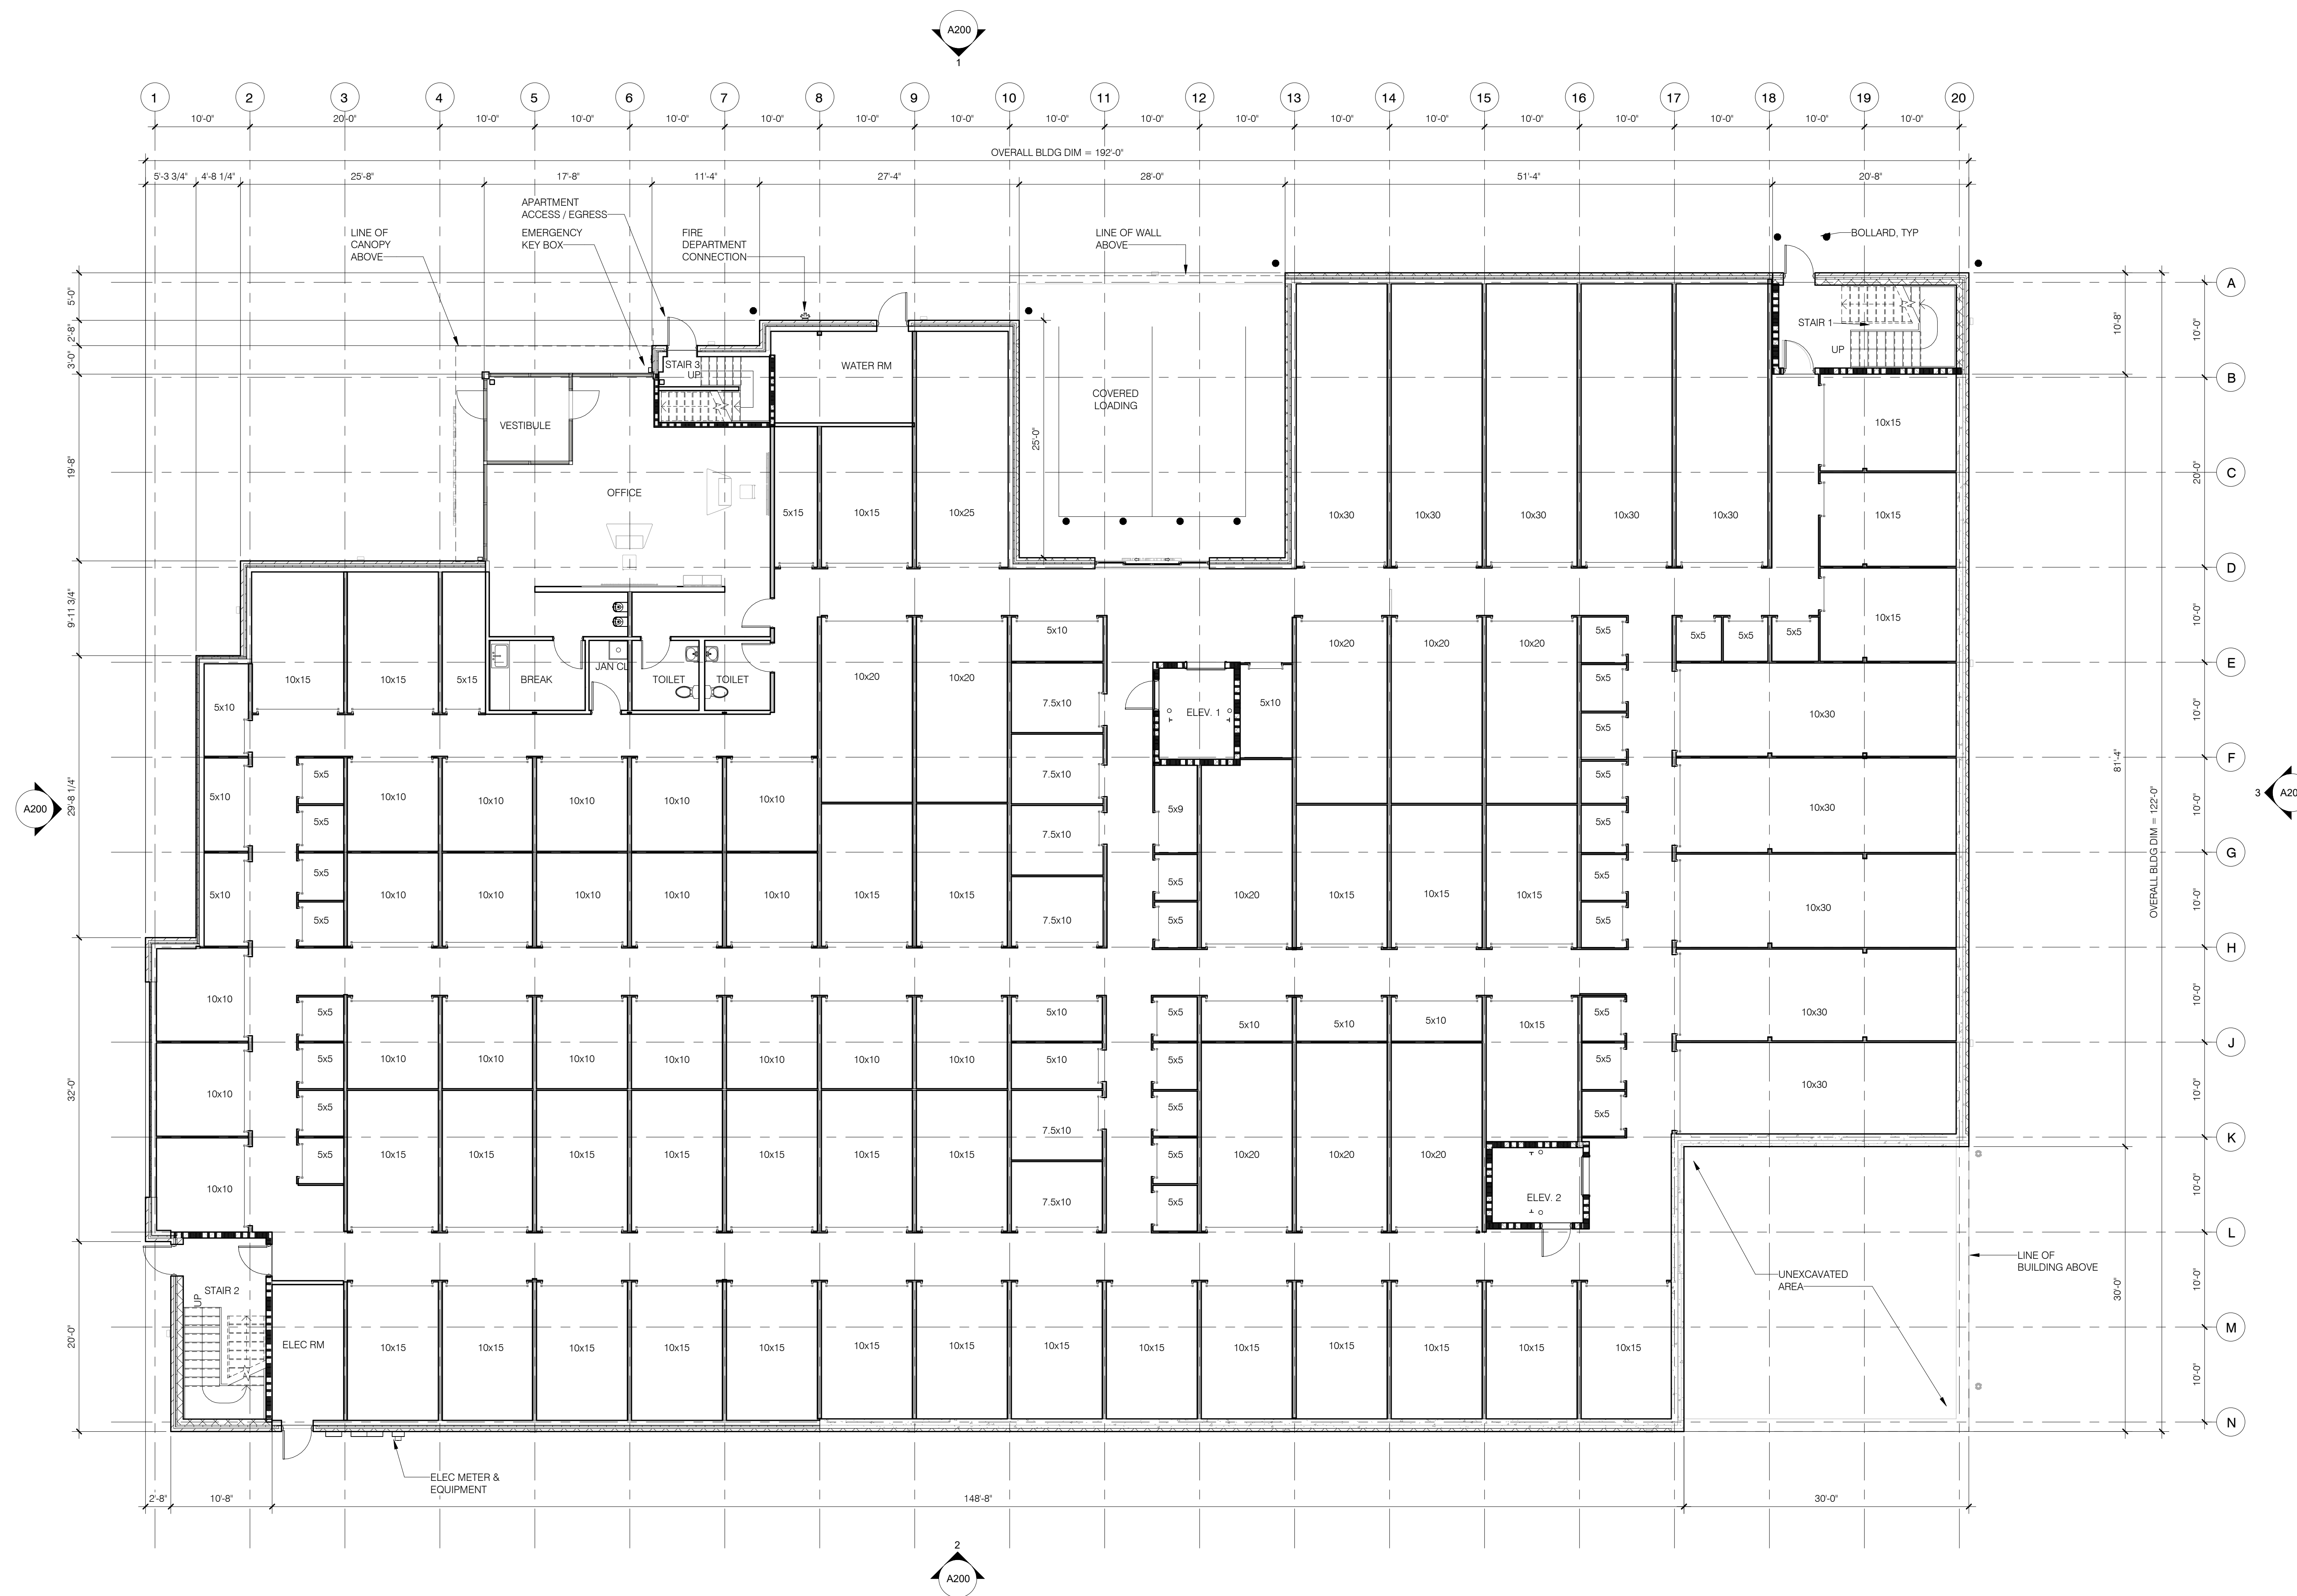 A200
1
1 2 3 4 5 6 7 8 9 10 11 12 13 14 15 16 17 18 19 20
10'-0" 20'-0" 10'-0" 10'-0" 10'-0" 10'-0" 10'-0" 10'-0" 10'-0" 10'-0" 10'-0" 10'-0" 10'-0" 10'-0" 10'-0" 10'-0" 10'-0" 10'-0"
OVERALL BLDG DIM = 192'-0"
5'-3 3/4" 4'-8 1/4" 25'-8" 17'-8" 11'-4" 27'-4" 28'-0" 51'-4" 20'-8"
APARTMENT
ACCESS / EGRESS
EMERGENCY
KEY BOX
LINE OF
CANOPY
ABOVE
FIRE
DEPARTMENT
CONNECTION
LINE OF WALL
ABOVE
BOLLARD, TYP
A
B
C
D
E
F
G
H
J
K
L
M
N
10'-0"
20'-0"
10'-0"
10'-0"
10'-0"
10'-0"
10'-0"
10'-0"
10'-0"
10'-0"
10'-0"
10'-8"
81'-4"
30'-0"
OVERALL BLDG DIM = 122'-0"
5'-0"
2'-8"
3'-0"
19'-8"
9'-11 3/4"
29'-8 1/4"
32'-0"
20'-0"
STAIR 1
UP
STAIR 3
UP
WATER RM
VESTIBULE
COVERED
LOADING
25'-0"
OFFICE
10x15
5x15 10x15 10x25 10x30 10x30 10x30 10x30 10x30 10x15
5x10 10x20 10x20 10x20 5x5 5x5 5x5 5x5 10x15
BREAK JAN CL TOILET TOILET
10x15 10x15 5x15 10x20 10x20
5x10 7.5x10 ELEV. 1 5x10 5x5 10x30
5x5
5x10 5x5 10x10 10x10 10x10 10x10 10x10 7.5x10 5x5
5x9 10x30
5x5 7.5x10 5x5
5x10 5x5 10x10 10x10 10x10 10x10 10x10 10x15 10x15 5x5 10x20 10x15 10x15 10x15 5x5 10x30
5x5 7.5x10 5x5 5x5
10x10 5x5 5x10 5x5 5x10 5x10 5x10 10x15 5x5 10x30
5x5 10x10 10x10 10x10 10x10 10x10 10x10 10x10 5x10 5x5 5x5
10x10 5x5 7.5x10 5x5 5x5 10x30
5x5 10x15 10x15 10x15 10x15 10x15 10x15 10x15 5x5 10x20 10x20 10x20
10x10 7.5x10 5x5 ELEV. 2
STAIR 2
UP
ELEC RM
10x15 10x15 10x15 10x15 10x15 10x15 10x15 10x15 10x15 10x15 10x15 10x15 10x15 10x15
UNEXCAVATED
AREA
LINE OF
BUILDING ABOVE
A200
3
ELEC METER &
EQUIPMENT
2'-8" 10'-8" 148'-8" 30'-0"
2
A200